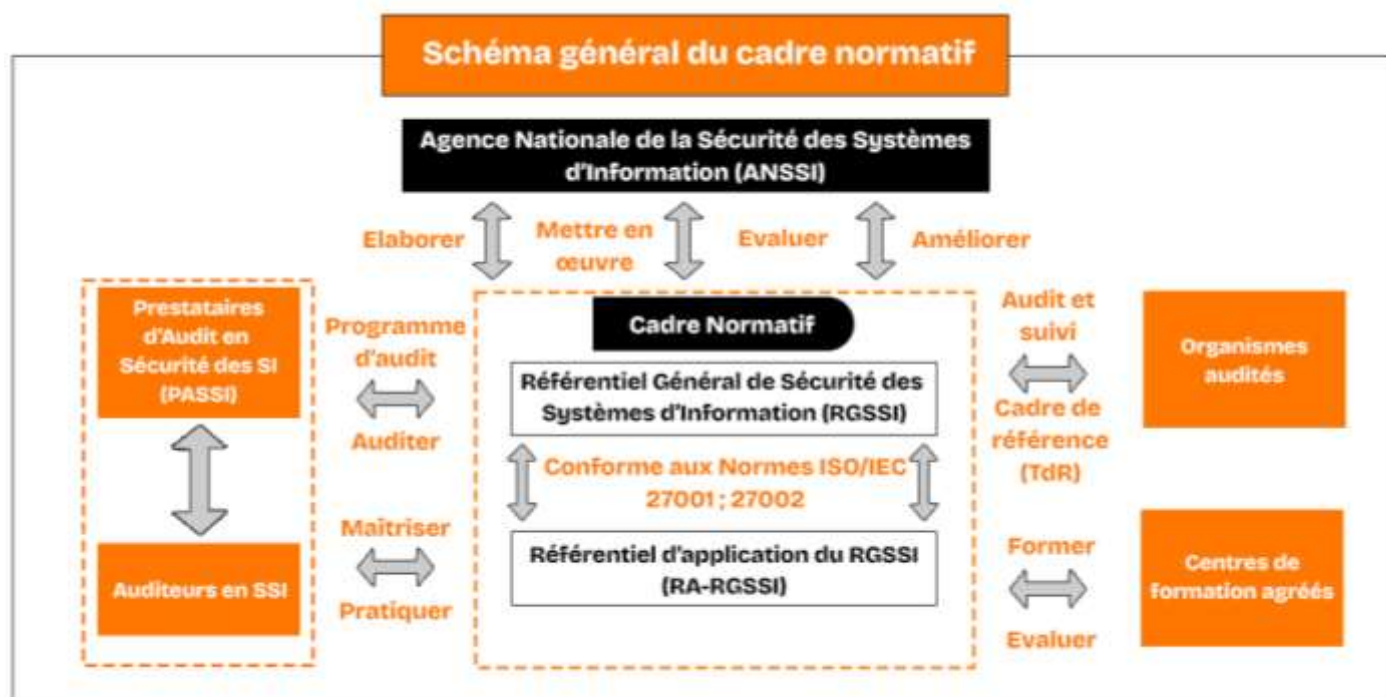 Schéma général du cadre normatif
Agence Nationale de la Sécurité des Systèmes
d'Information (ANSSI)
Elaborer
Mettre en
œuvre
Evaluer
Améliorer
Prestataires
d'Audit en
Sécurité des SI
(PASSI)
Auditeurs en SSI
Programme
d'audit
Auditer
Maîtriser
Pratiquer
Cadre Normatif
Référentiel Général de Sécurité des
Systèmes d'Information (RGSSI)
Conforme aux Normes ISO/IEC
27001 ; 27002
Référentiel d'application du RGSSI
(RA-RGSSI)
Audit et
suivi
Cadre de
référence
(TdR)
Organismes
audités
Former
Evaluer
Centres de
formation agréés